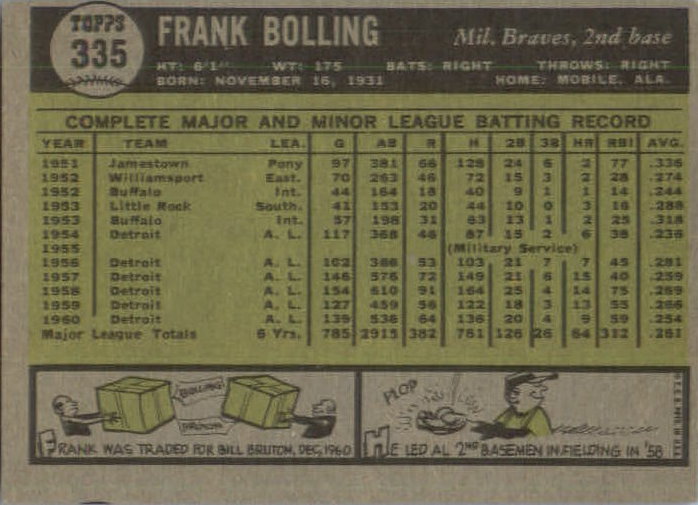 TOPPS
335
FRANK BOLLING
Mil. Braves, 2nd base
HT: 6'1" WT: 175 BATS: RIGHT THROWS: RIGHT
BORN: NOVEMBER 16, 1931 HOME: MOBILE, ALA.
COMPLETE MAJOR AND MINOR LEAGUE BATTING RECORD
YEAR TEAM LEA. G AB R H 2B 3B HR RBI AVG.
1951 Jamestown Pony 97 381 66 128 24 6 2 77 .336
1952 Williamsport East. 70 263 46 72 15 3 2 28 .274
1952 Buffalo Int. 44 164 18 40 9 1 1 14 .244
1953 Little Rock South. 41 153 20 44 10 0 3 16 .288
1953 Buffalo Int. 57 198 31 63 13 1 2 25 .318
1954 Detroit A. L. 117 368 46 87 15 2 6 38 .236
1955 (Military Service)
1956 Detroit A. L. 102 366 53 103 21 7 7 45 .281
1957 Detroit A. L. 146 576 72 149 21 6 15 40 .259
1958 Detroit A. L. 154 610 91 164 25 4 14 75 .269
1959 Detroit A. L. 127 459 56 122 18 3 13 55 .266
1960 Detroit A. L. 139 536 64 136 20 4 9 59 .254
Major League Totals 6 Yrs. 785 2915 382 761 126 26 64 312 .261
BOLLING
BRUTON
FRANK WAS TRADED FOR BILL BRUTON, DEC, 1960
PLOP
HE LED AL 2ND BASEMEN IN FIELDING IN '58